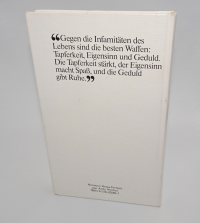 “Gegen die Infamitäten des
Lebens sind die besten Waffen:
Tapferkeit, Eigensinn und Geduld.
Die Tapferkeit stärkt, der Eigensinn
macht Spaß, und die Geduld
gibt Ruhe.”